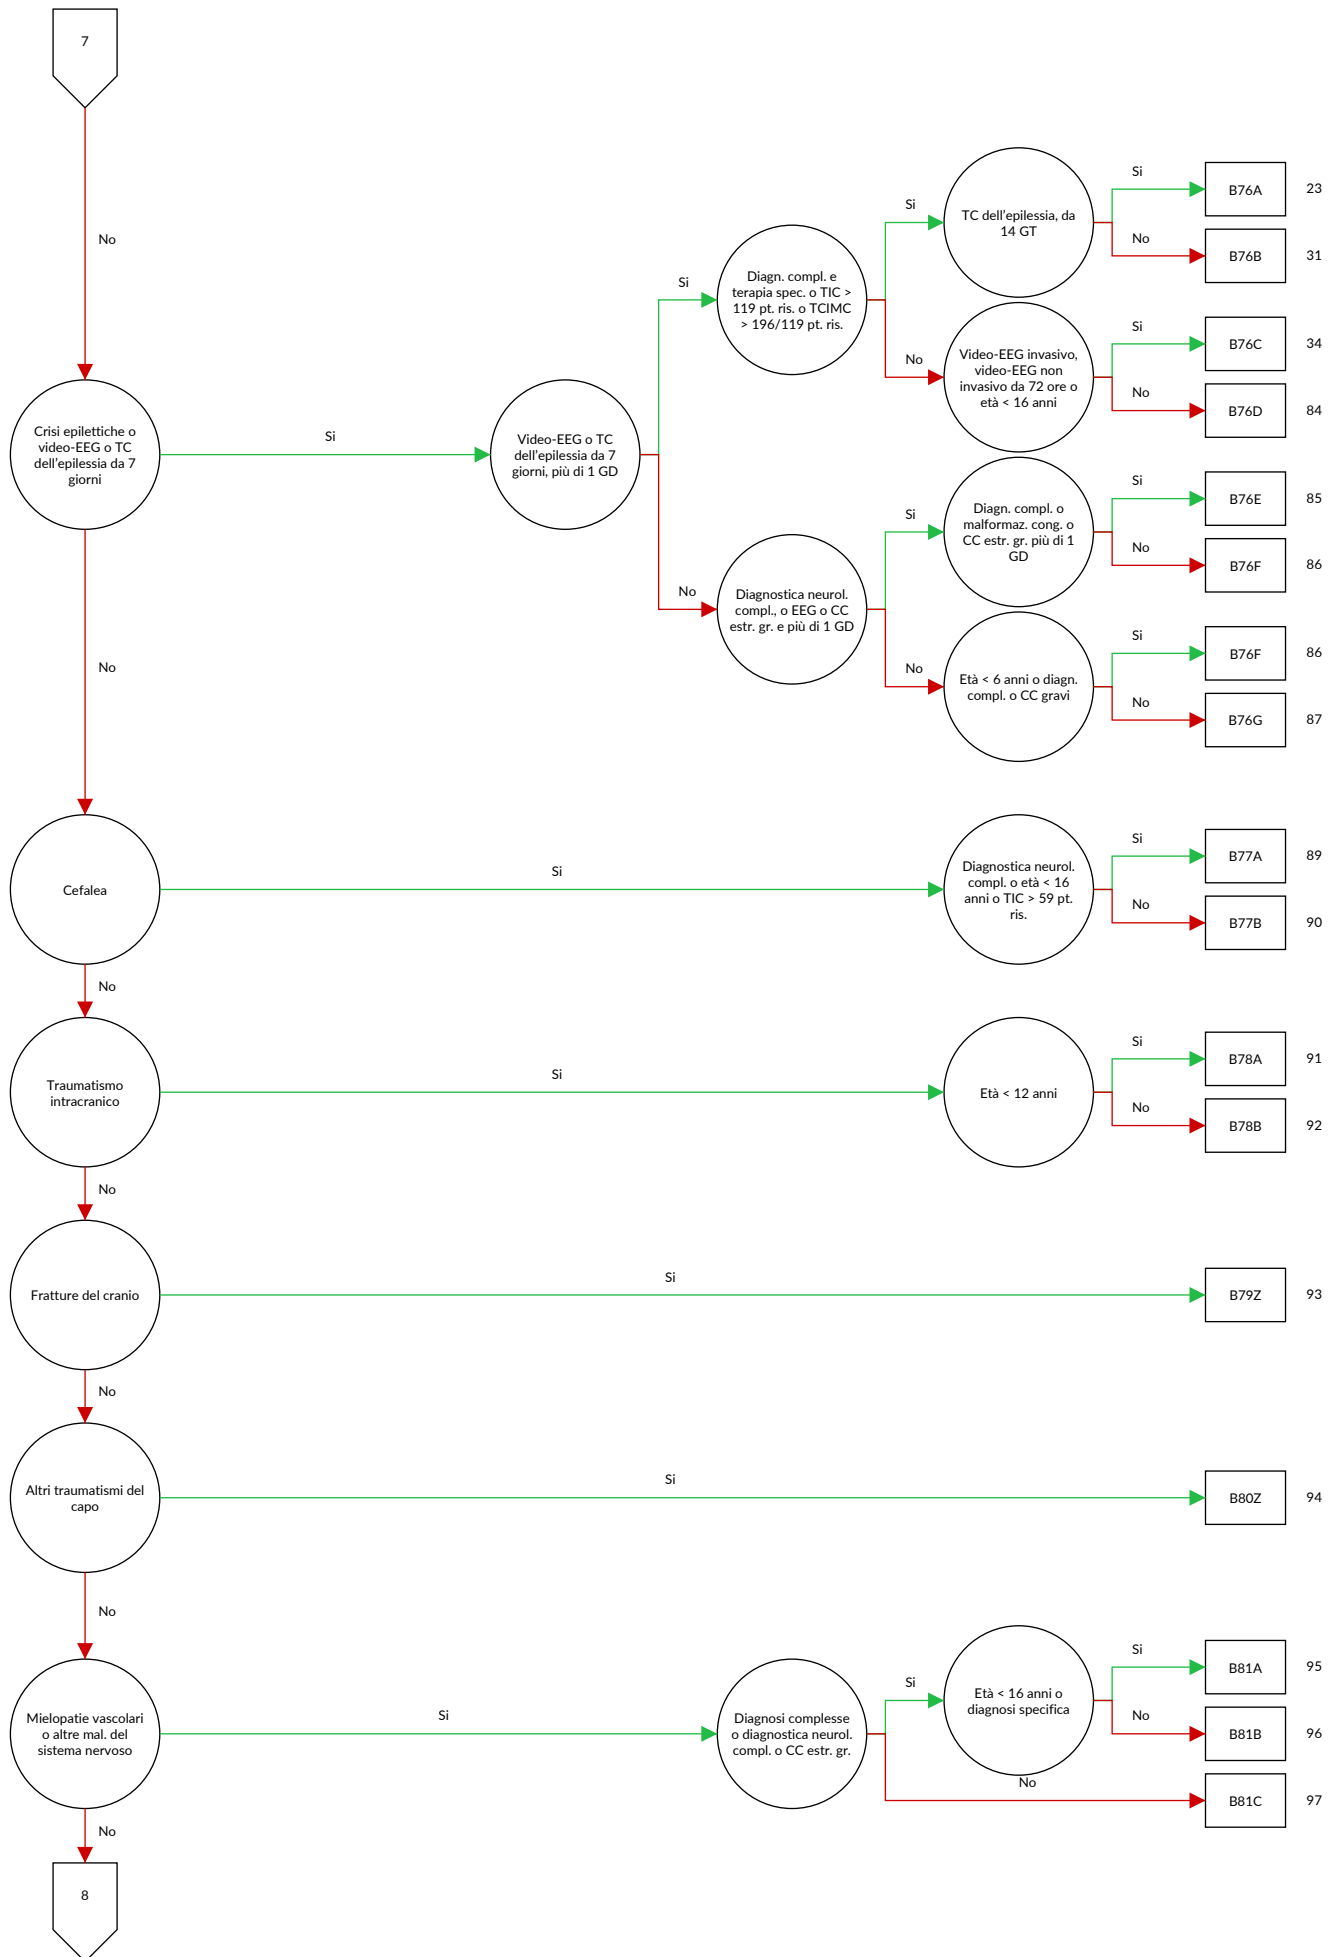 7
No
Crisi epilettiche o
video-EEG o TC
dell'epilessia da 7
giorni
Si
Video-EEG o TC
dell'epilessia da 7
giorni, più di 1 GD
Si
Diagn. compl. e
terapia spec. o TIC >
119 pt. ris. o TCIMC
> 196/119 pt. ris.
Si
TC dell'epilessia, da
14 GT
Si
B76A
23
No
B76B
31
No
Video-EEG invasivo,
video-EEG non
invasivo da 72 ore o
età < 16 anni
Si
B76C
34
No
B76D
84
No
Diagnostica neurol.
compl., o EEG o CC
estr. gr. e più di 1 GD
Si
Diagn. compl. o
malformaz. cong. o
CC estr. gr. più di 1
GD
Si
B76E
85
No
B76F
86
No
Età < 6 anni o diagn.
compl. o CC gravi
Si
B76F
86
No
B76G
87
No
Cefalea
Si
Diagnostica neurol.
compl. o età < 16
anni o TIC > 59 pt.
ris.
Si
B77A
89
No
B77B
90
No
Traumatismo
intracranico
Si
Età < 12 anni
Si
B78A
91
No
B78B
92
No
Fratture del cranio
Si
B79Z
93
No
Altri traumatismi del
capo
Si
B80Z
94
No
Mielopatie vascolari
o altre mal. del
sistema nervoso
Si
Diagnosi complesse
o diagnostica neurol.
compl. o CC estr. gr.
Si
Età < 16 anni o
diagnosi specifica
Si
B81A
95
No
B81B
96
No
B81C
97
No
8